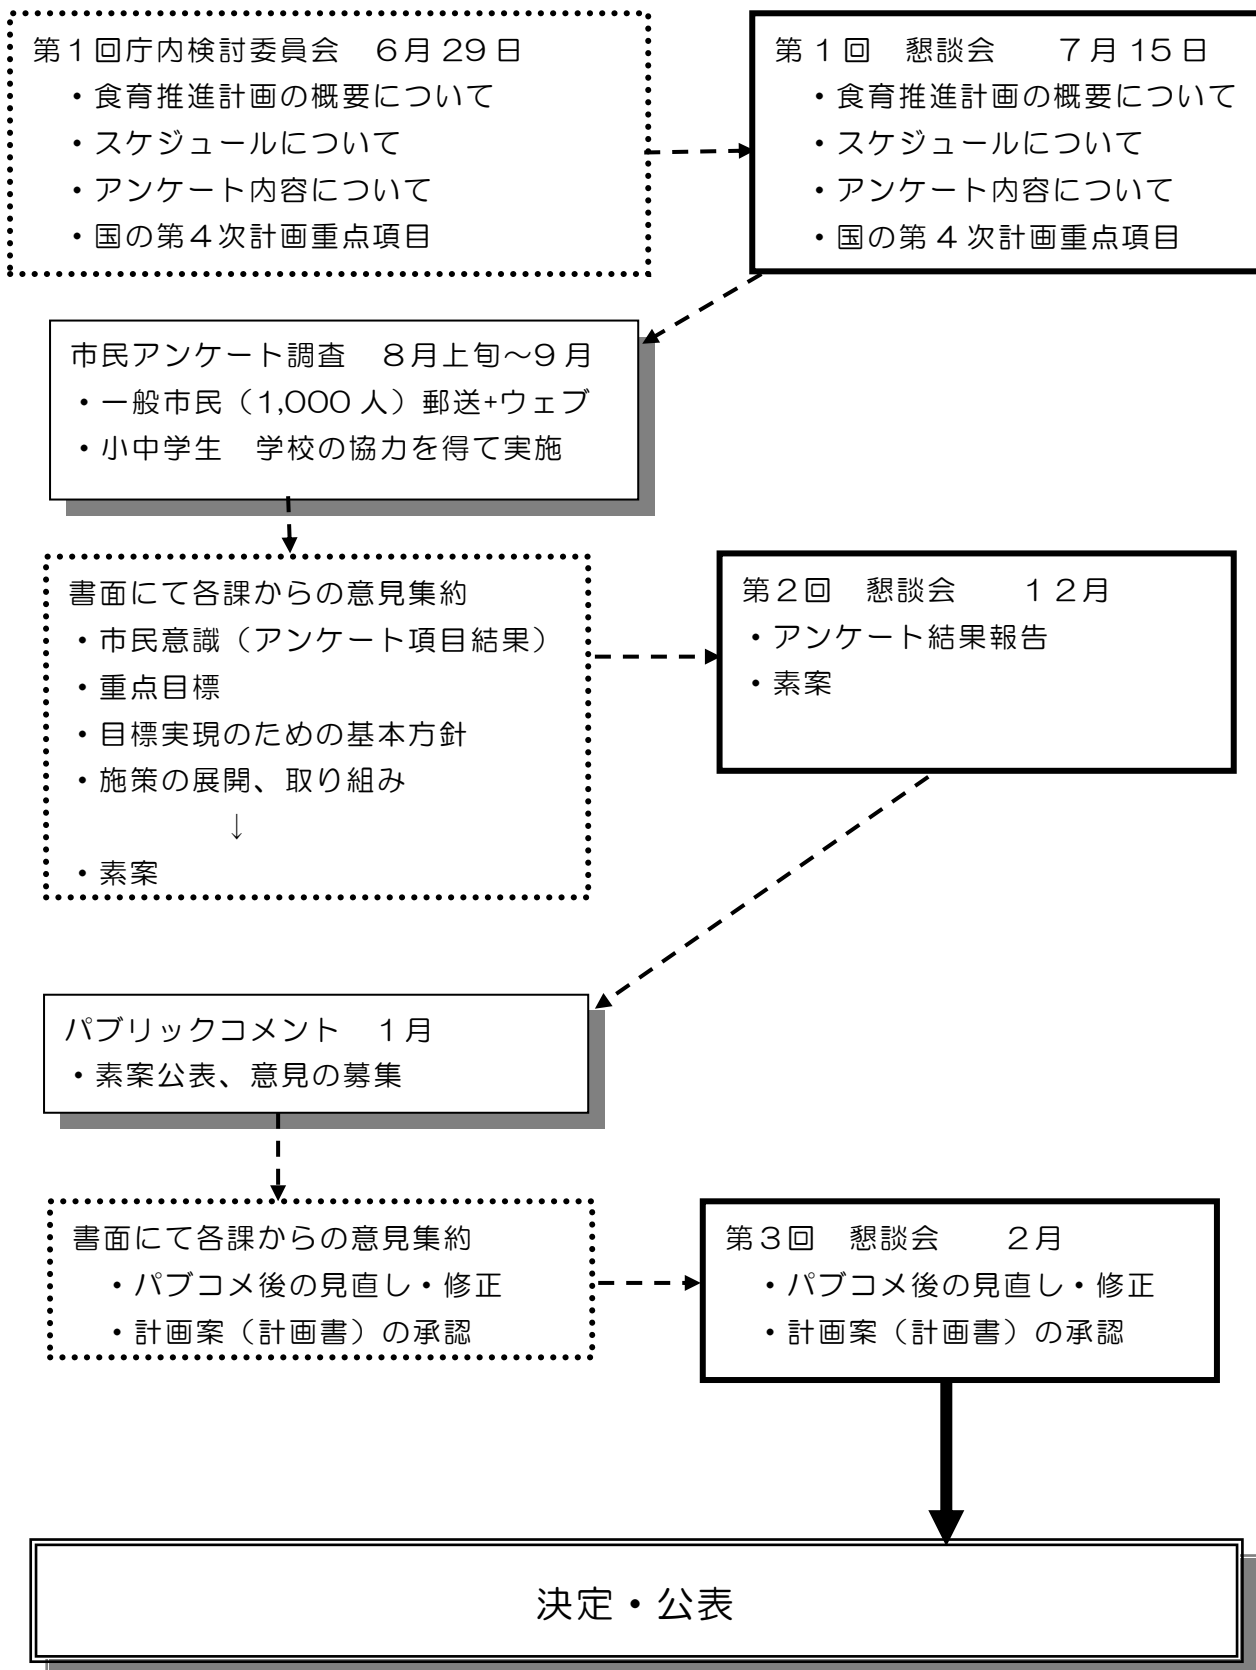 第１回庁内検討委員会　６月 29 日
・食育推進計画の概要について
・スケジュールについて
・アンケート内容について
・国の第４次計画重点項目
第１回　懇談会　　７月 15 日
・食育推進計画の概要について
・スケジュールについて
・アンケート内容について
・国の第４次計画重点項目
市民アンケート調査　８月上旬～９月
・一般市民（1,000 人）郵送+ウェブ
・小中学生　学校の協力を得て実施
書面にて各課からの意見集約
・市民意識（アンケート項目結果）
・重点目標
・目標実現のための基本方針
・施策の展開、取り組み
↓
・素案
第２回　懇談会　　１２月
・アンケート結果報告
・素案
パブリックコメント　１月
・素案公表、意見の募集
書面にて各課からの意見集約
・パブコメ後の見直し・修正
・計画案（計画書）の承認
第３回　懇談会　　２月
・パブコメ後の見直し・修正
・計画案（計画書）の承認
決定・公表